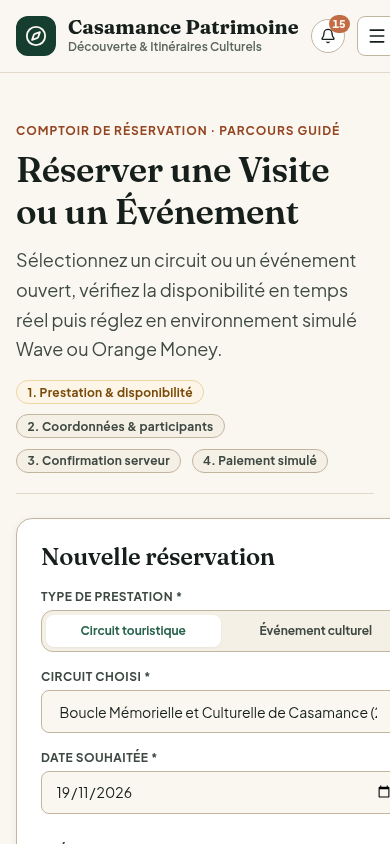 Casamance Patrimoine
Découverte & Itinéraires Culturels
15
COMPTOIR DE RÉSERVATION · PARCOURS GUIDÉ
Réserver une Visite
ou un Événement
Sélectionnez un circuit ou un événement
ouvert, vérifiez la disponibilité en temps
réel puis réglez en environnement simulé
Wave ou Orange Money.
1. Prestation & disponibilité
2. Coordonnées & participants
3. Confirmation serveur
4. Paiement simulé
Nouvelle réservation
TYPE DE PRESTATION *
Circuit touristique
Événement culturel
CIRCUIT CHOISI *
Boucle Mémorielle et Culturelle de Casamance
DATE SOUHAITÉE *
19/11/2026